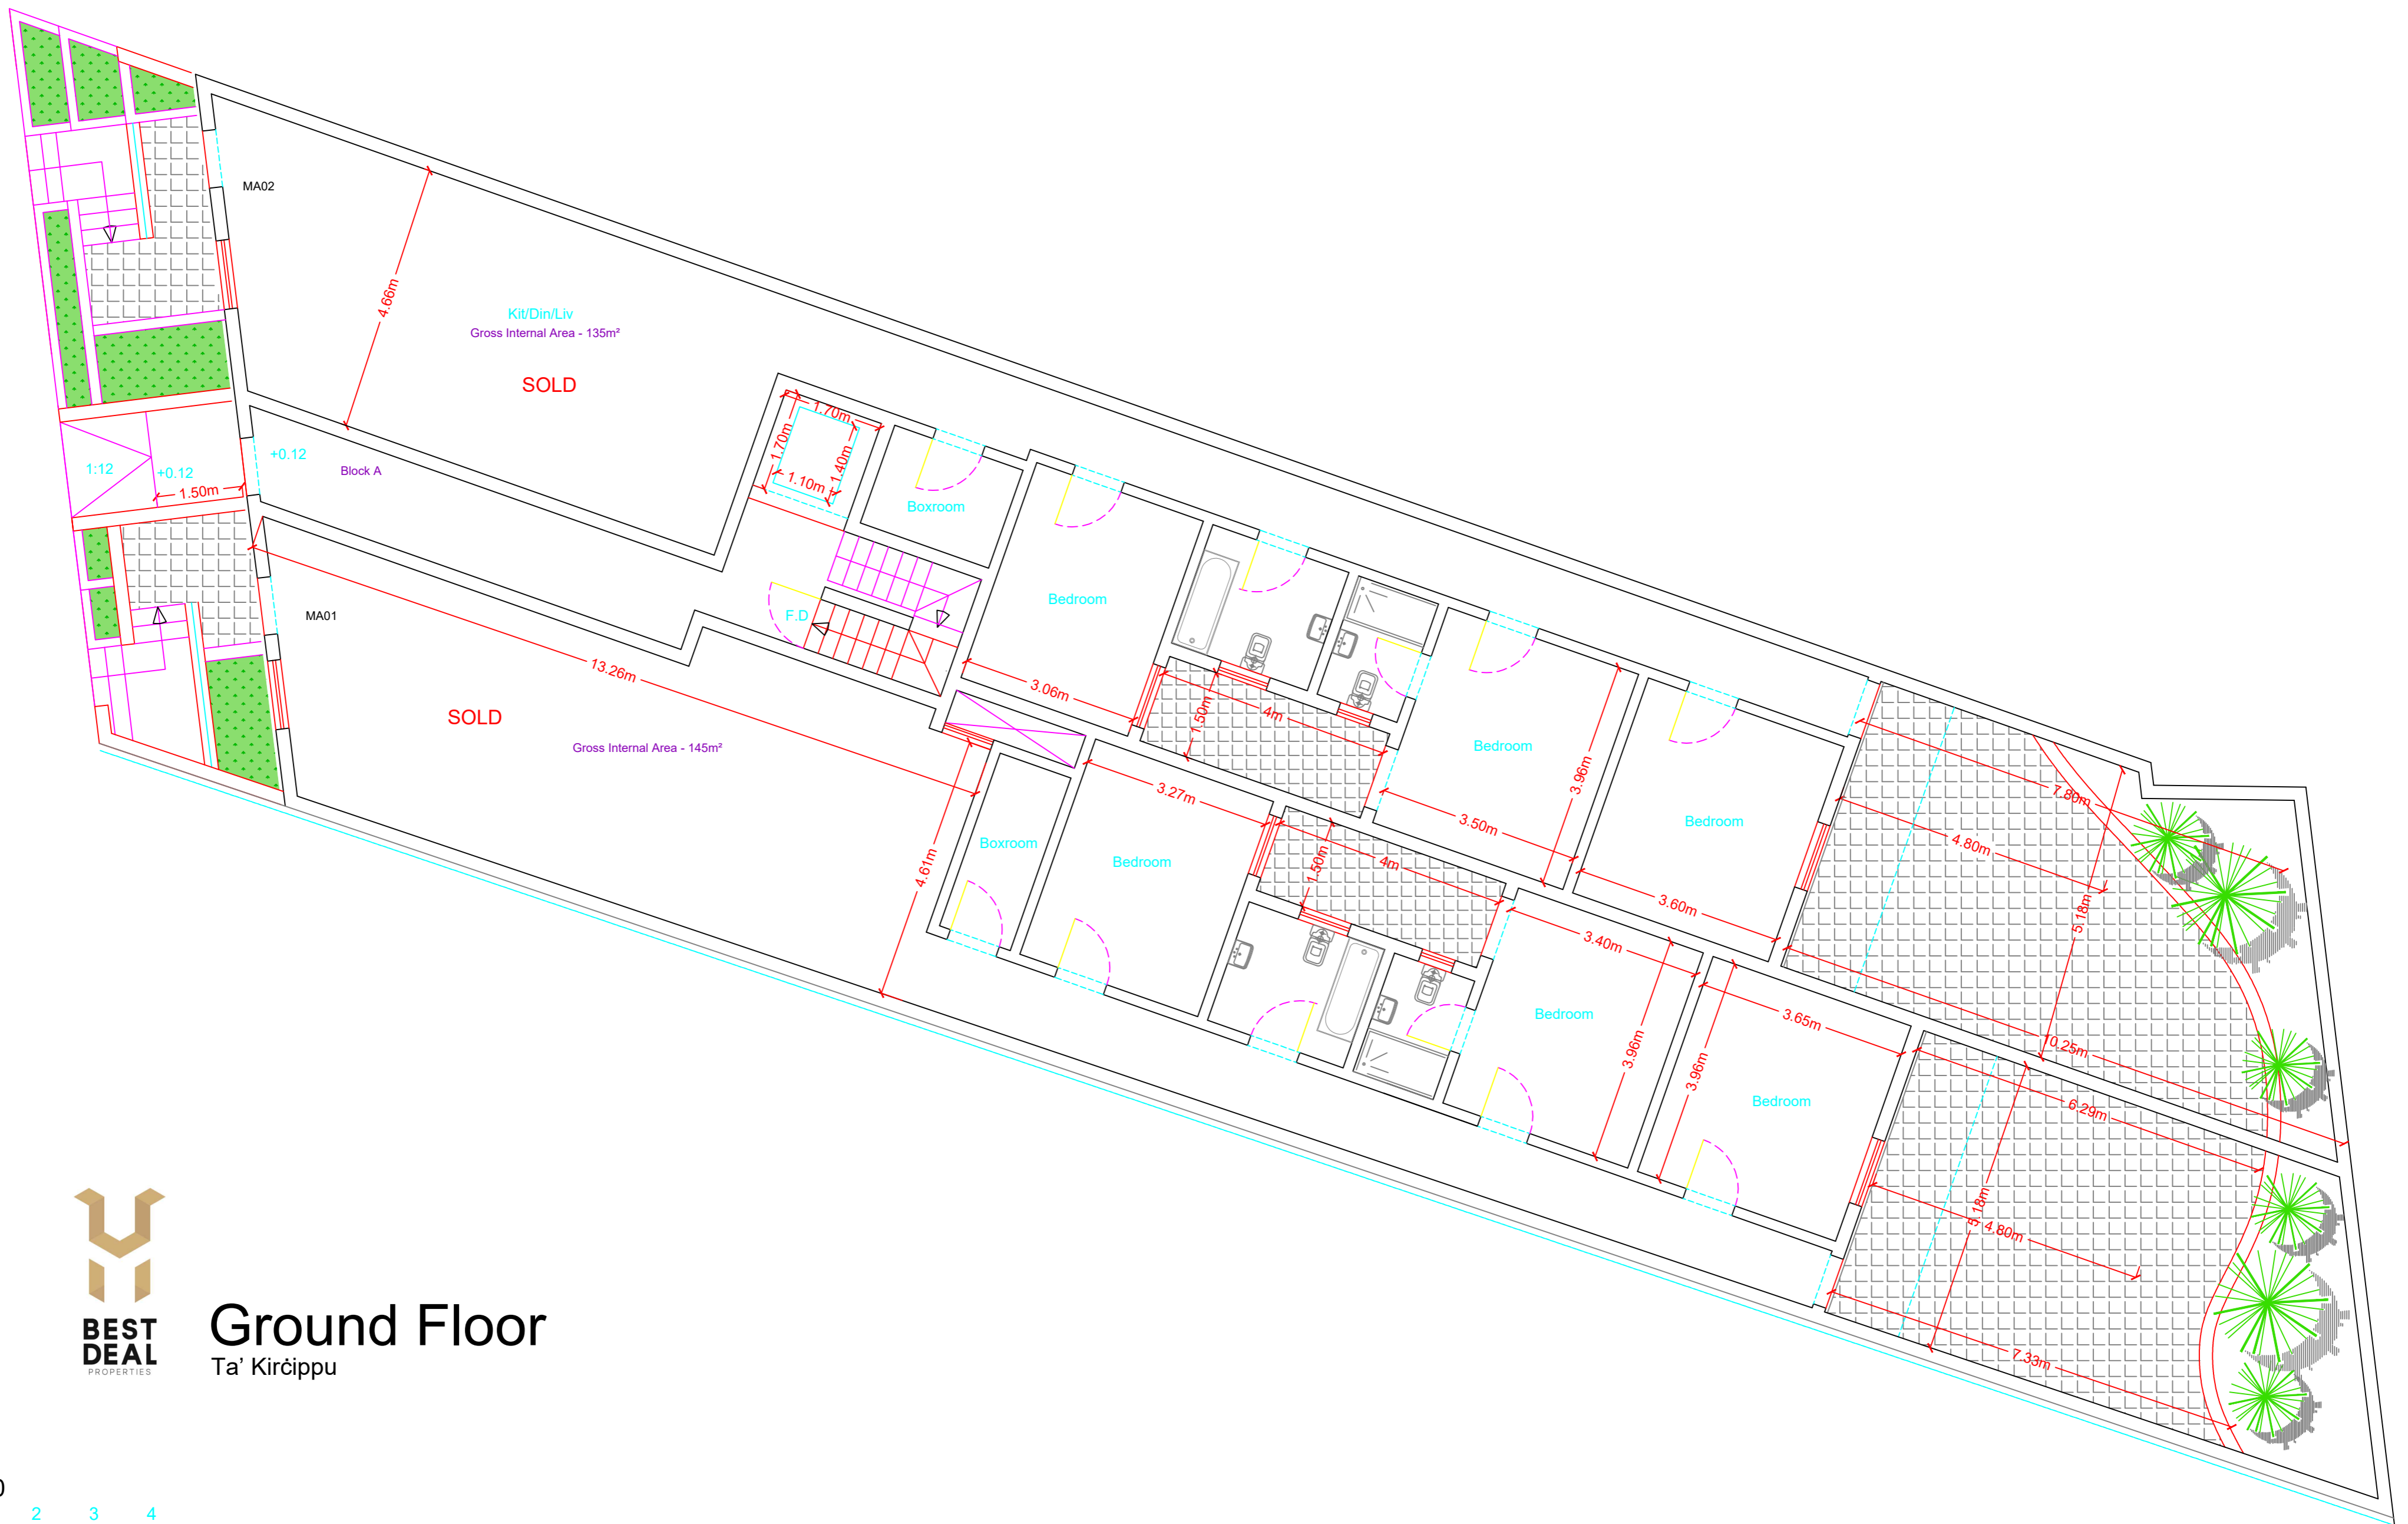 MA02
4.66m
Kit/Din/Liv
Gross Internal Area - 135m²
SOLD
1.70m
1.70m
1.40m
1.10m
+0.12
Block A
1:12
+0.12
1.50m
Boxroom
Bedroom
F.D
MA01
13.26m
SOLD
Gross Internal Area - 145m²
3.06m
1.50m
4m
Bedroom
3.96m
3.50m
Bedroom
3.60m
7.80m
4.80m
5.18m
10.25m
4.61m
Boxroom
3.27m
Bedroom
1.50m
4m
3.40m
Bedroom
3.96m
3.96m
3.65m
Bedroom
6.29m
5.18m
4.80m
7.33m
BEST
DEAL
PROPERTIES
Ground Floor
Ta' Kirċippu
2 3 4